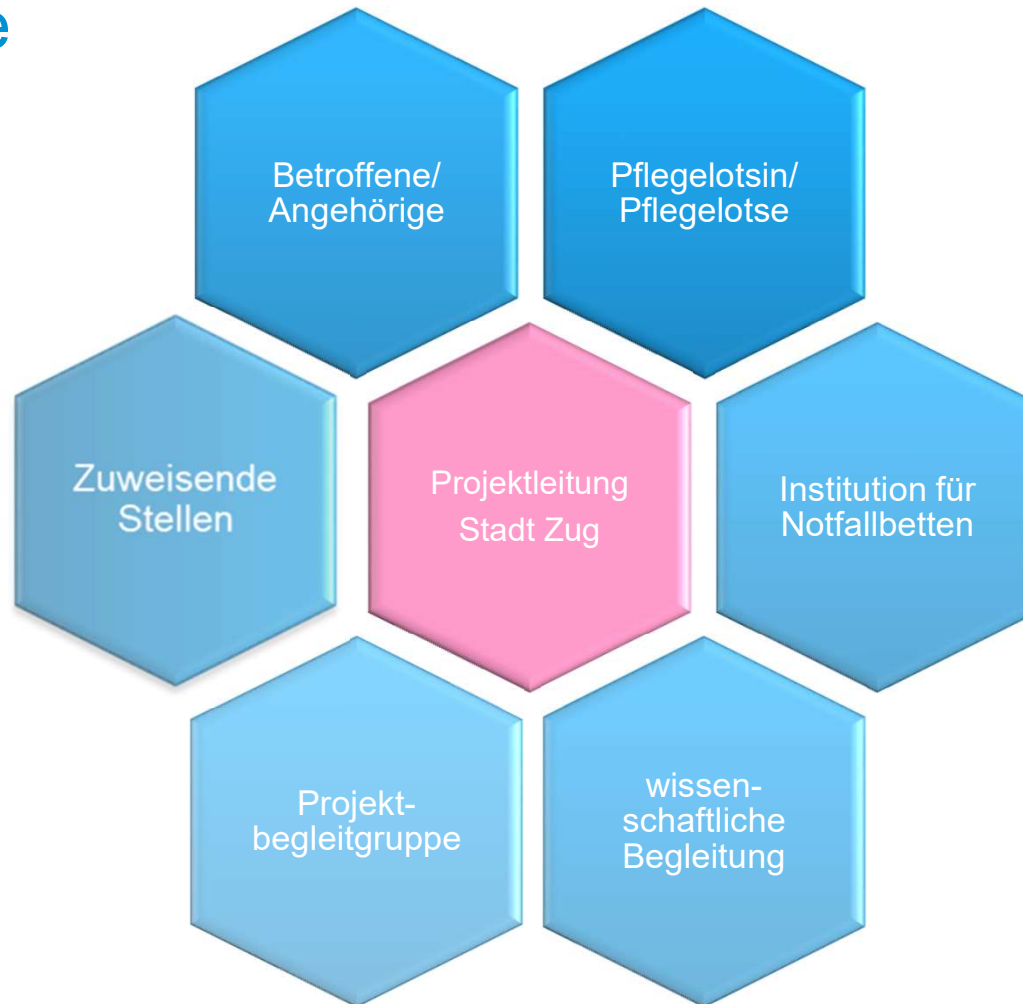 e
Betroffene/
Angehörige
Pflegelotsin/
Pflegelotse
Zuweisende
Stellen
Projektleitung
Stadt Zug
Institution für
Notfallbetten
Projekt-
begleitgruppe
wissen-
schaftliche
Begleitung